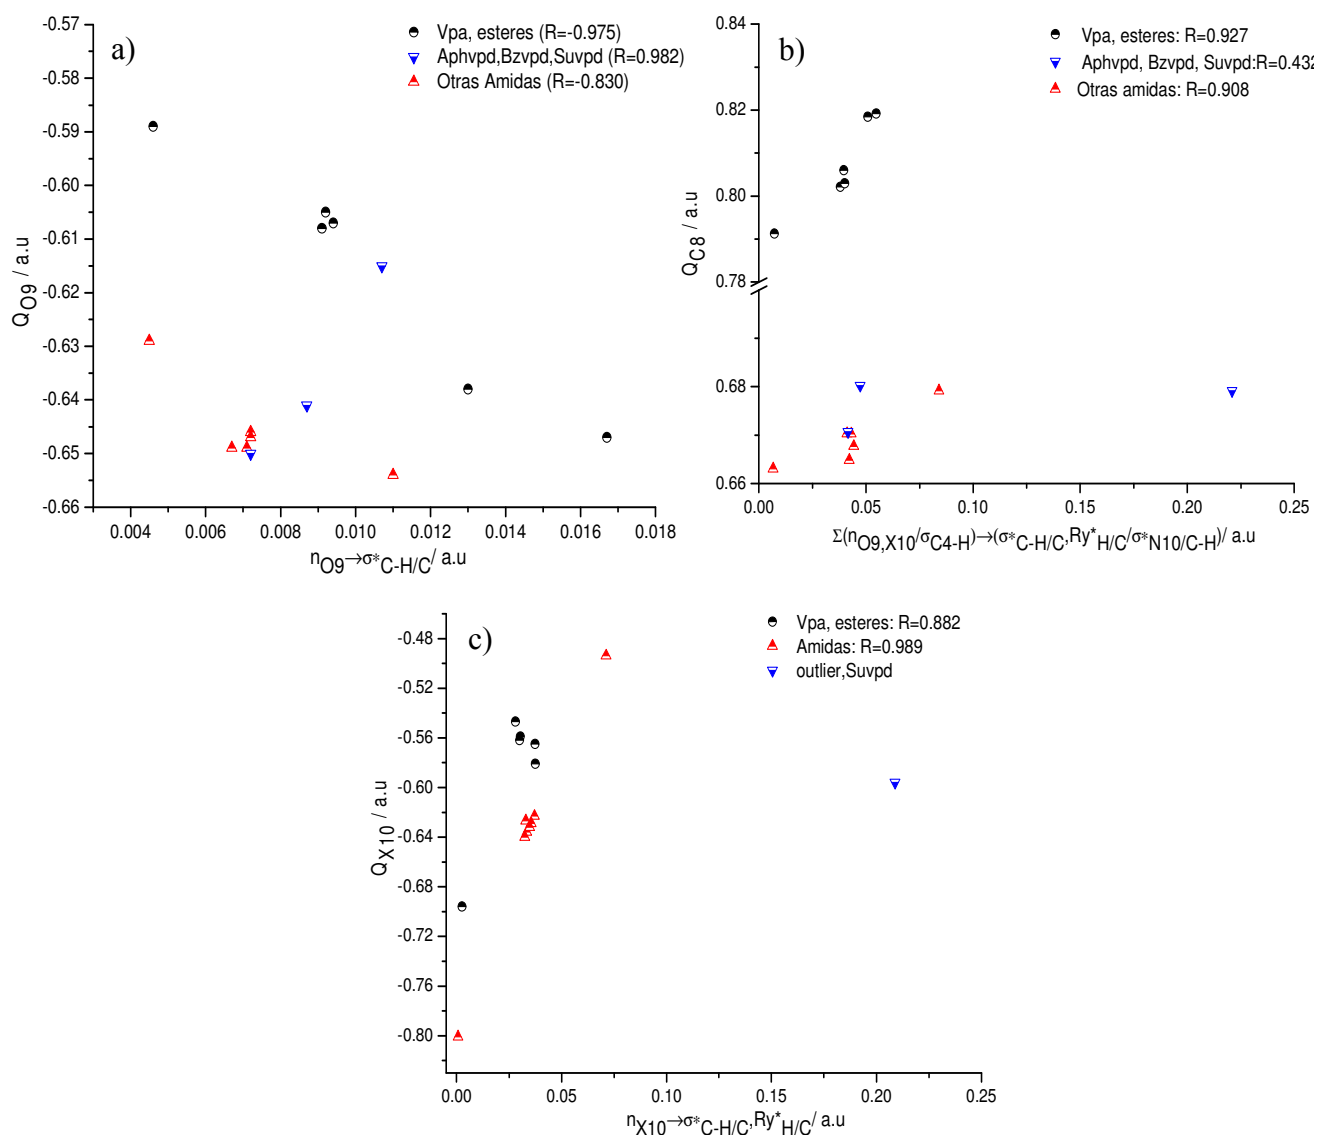 a)
Vpa, esteres (R=-0.975)
Aphvpd,Bzvpd,Suvpd (R=0.982)
Otras Amidas (R=-0.830)
-0.57
-0.58
-0.59
-0.60
-0.61
-0.62
-0.63
-0.64
-0.65
-0.66
QO9 / a.u
0.004 0.006 0.008 0.010 0.012 0.014 0.016 0.018
nO9→σ*C-H/C/ a.u
b)
Vpa, esteres: R=0.927
Aphvpd, Bzvpd, Suvpd:R=0.432
Otras amidas: R=0.908
0.84
0.82
0.80
0.78
0.68
0.66
QC8 / a.u
0.00 0.05 0.10 0.15 0.20 0.25
Σ(nO9,X10/σC4-H)→(σ*C-H/C,Ry*H/C/σ*N10/C-H)/ a.u
c)
Vpa, esteres: R=0.882
Amidas: R=0.989
outlier,Suvpd
-0.48
-0.52
-0.56
-0.60
-0.64
-0.68
-0.72
-0.76
-0.80
QX10 / a.u
0.00 0.05 0.10 0.15 0.20 0.25
nX10→σ*C-H/C,Ry*H/C/ a.u